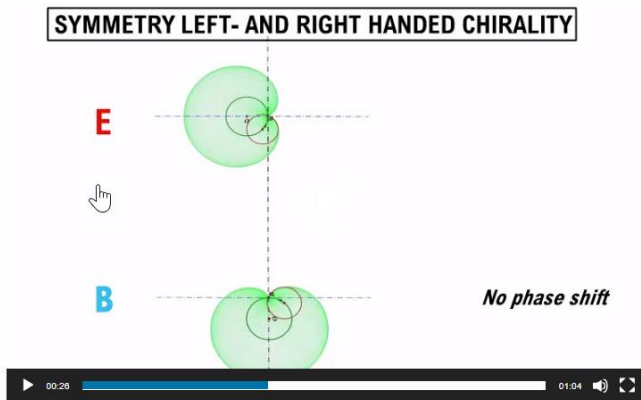 SYMMETRY LEFT- AND RIGHT HANDED CHIRALITY
E
B
No phase shift
00:26
01:04